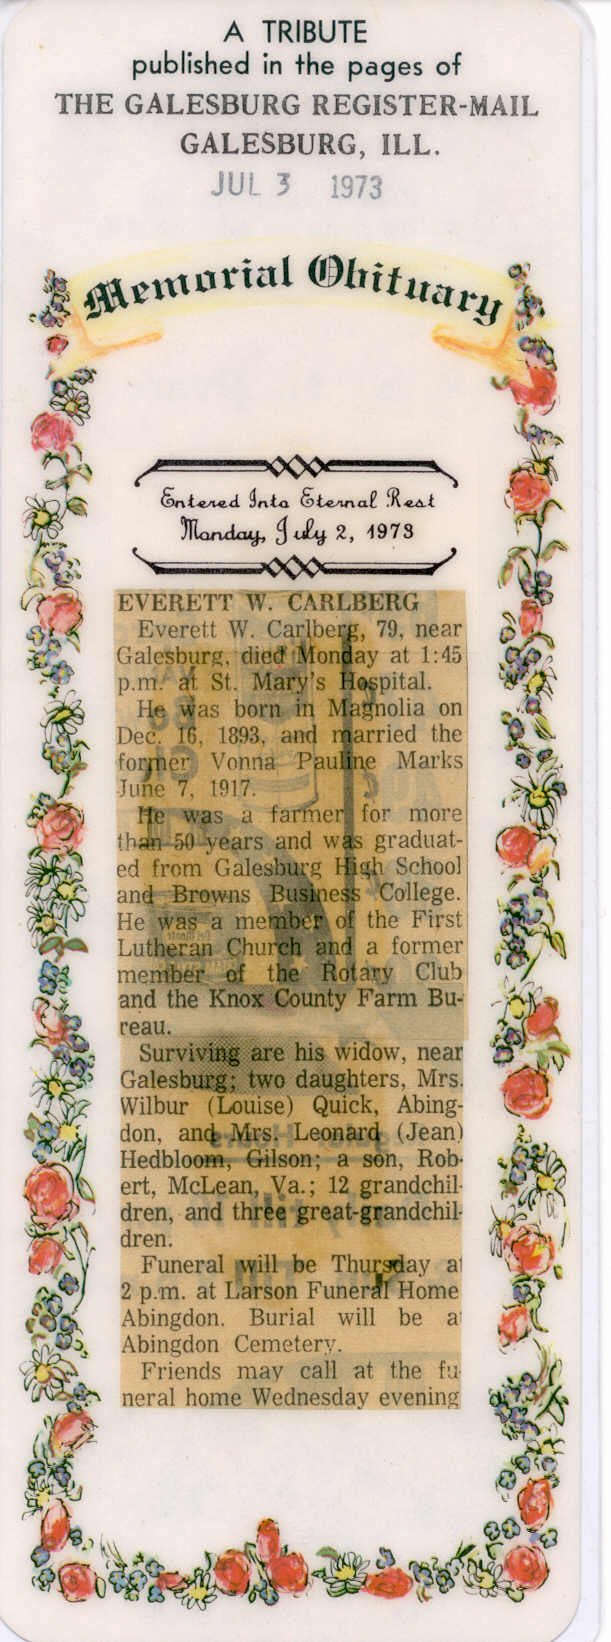 A TRIBUTE
published in the pages of
THE GALESBURG REGISTER-MAIL
GALESBURG, ILL.
JUL 3 1973
Memorial Obituary
Entered Into Eternal Rest
Monday, July 2, 1973
EVERETT W. CARLBERG
Everett W. Carlberg, 79, near
Galesburg, died Monday at 1:45
p.m. at St. Mary's Hospital.
He was born in Magnolia on
Dec. 16, 1893, and married the
former Vonna Pauline Marks
June 7, 1917.
He was a farmer for more
than 50 years and was graduat-
ed from Galesburg High School
and Browns Business College.
He was a member of the First
Lutheran Church and a former
member of the Rotary Club
and the Knox County Farm Bu-
reau.
Surviving are his widow, near
Galesburg; two daughters, Mrs.
Wilbur (Louise) Quick, Abing-
don, and Mrs. Leonard (Jean)
Hedbloom, Gilson; a son, Rob-
ert, McLean, Va.; 12 grandchil-
dren, and three great-grandchil-
dren.
Funeral will be Thursday at
2 p.m. at Larson Funeral Home
Abingdon. Burial will be at
Abingdon Cemetery.
Friends may call at the fu-
neral home Wednesday evening